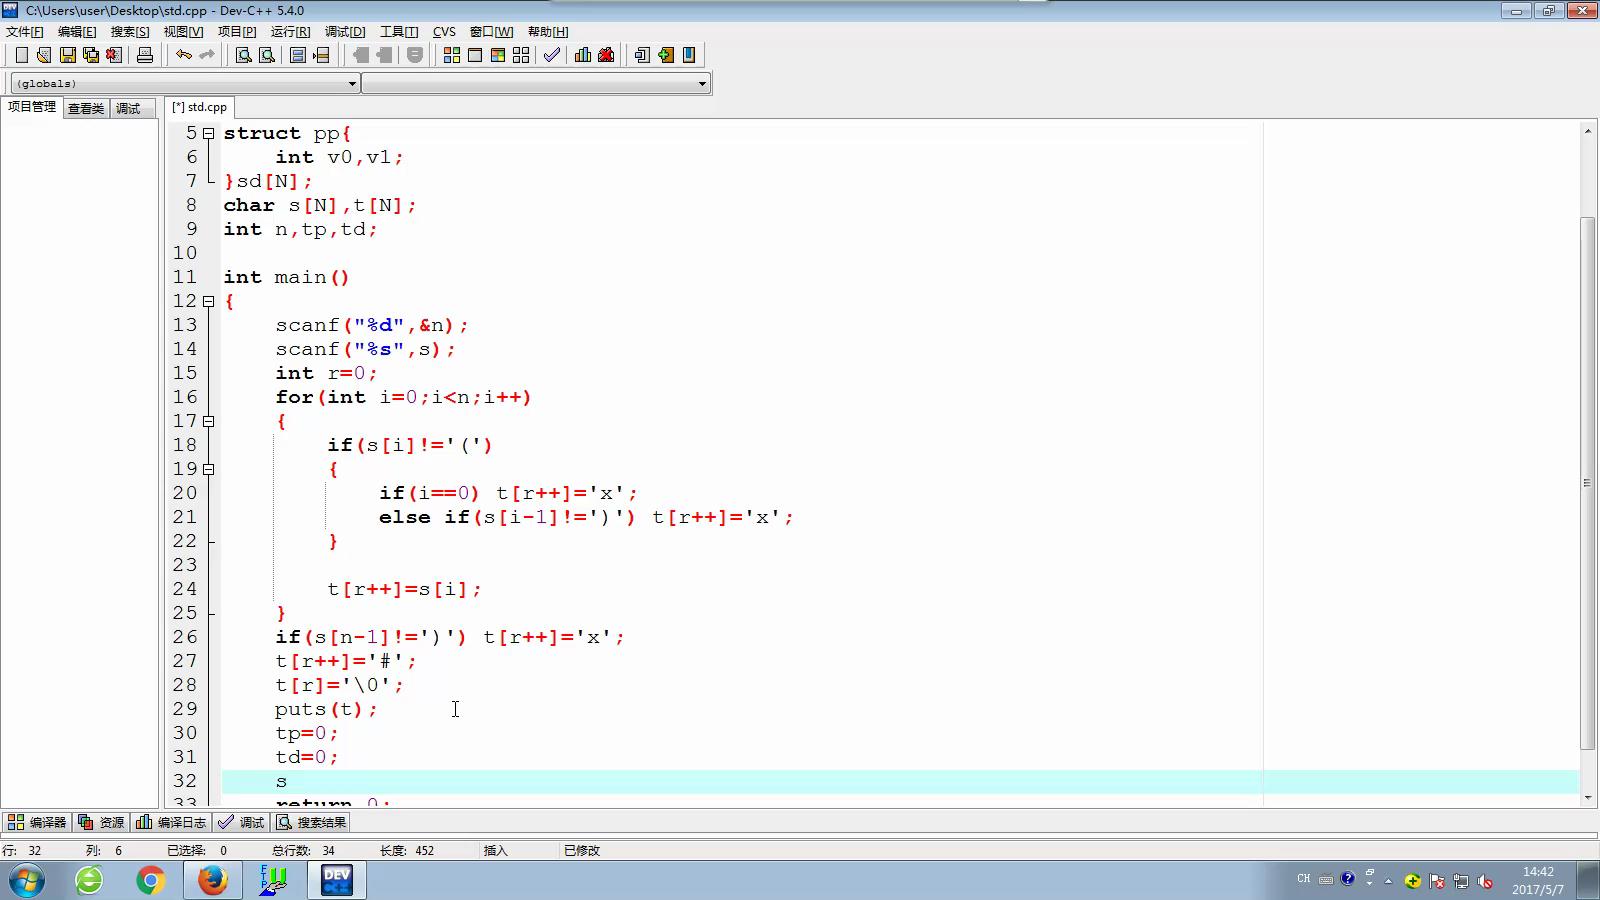 C:\Users\user\Desktop\std.cpp - Dev-C++ 5.4.0
文件[F] 编辑[E] 搜索[S] 视图[V] 项目[P] 运行[R] 调试[D] 工具[T] CVS 窗口[W] 帮助[H]
(globals)
项目管理 查看类 调试 [*] std.cpp
5 struct pp{
6 int v0,v1;
7 }sd[N];
8 char s[N],t[N];
9 int n,tp,td;
10
11 int main()
12 {
13 scanf("%d",&n);
14 scanf("%s",s);
15 int r=0;
16 for(int i=0;i<n;i++)
17 {
18 if(s[i]!='(')
19 {
20 if(i==0) t[r++]='x';
21 else if(s[i-1]!=')') t[r++]='x';
22 }
23
24 t[r++]=s[i];
25 }
26 if(s[n-1]!=')') t[r++]='x';
27 t[r++]='#';
28 t[r]='\0';
29 puts(t);
30 tp=0;
31 td=0;
32 s
33 return 0;
编译器 资源 编译日志 调试 搜索结果
行: 32 列: 6 已选择: 0 总行数: 34 长度: 452 插入 已修改
FTP DEV C++ CH 14:42
2017/5/7